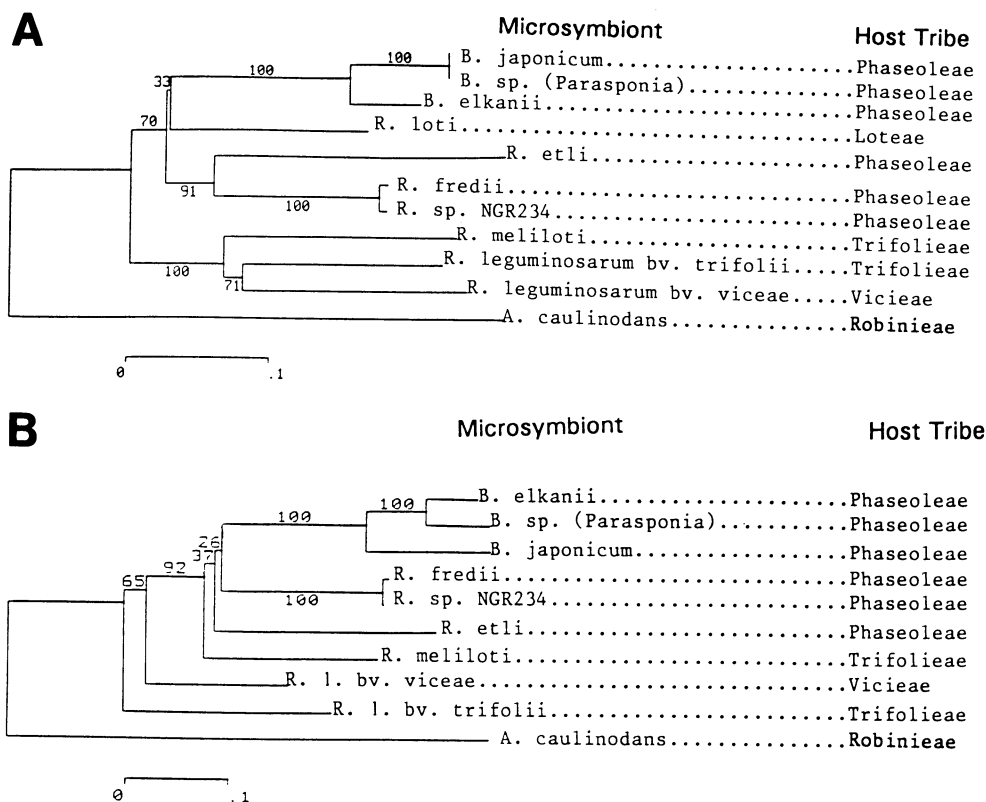 A
Microsymbiont Host Tribe
100 100 B. japonicum.....................Phaseoleae
33 B. sp. (Parasponia)..............Phaseoleae
B. elkanii..........................Phaseoleae
70 R. loti.................................Loteae
R. etli......................Phaseoleae
91 R. fredii.............................Phaseoleae
100 R. sp. NGR234.........................Phaseoleae
R. meliloti......................Trifolieae
100 R. leguminosarum bv. trifolii.....Trifolieae
71 R. leguminosarum bv. viceae.....Vicieae
A. caulinodans...............Robinieae
0 .1
B
Microsymbiont Host Tribe
100 100 B. elkanii.....................Phaseoleae
B. sp. (Parasponia)...........Phaseoleae
26 B. japonicum..................Phaseoleae
37 R. fredii............................Phaseoleae
65 92 100 R. sp. NGR234........................Phaseoleae
R. etli..........................Phaseoleae
R. meliloti............................Trifolieae
R. l. bv. viceae...............................Vicieae
R. l. bv. trifolii.........................Trifolieae
A. caulinodans...............Robinieae
0 .1